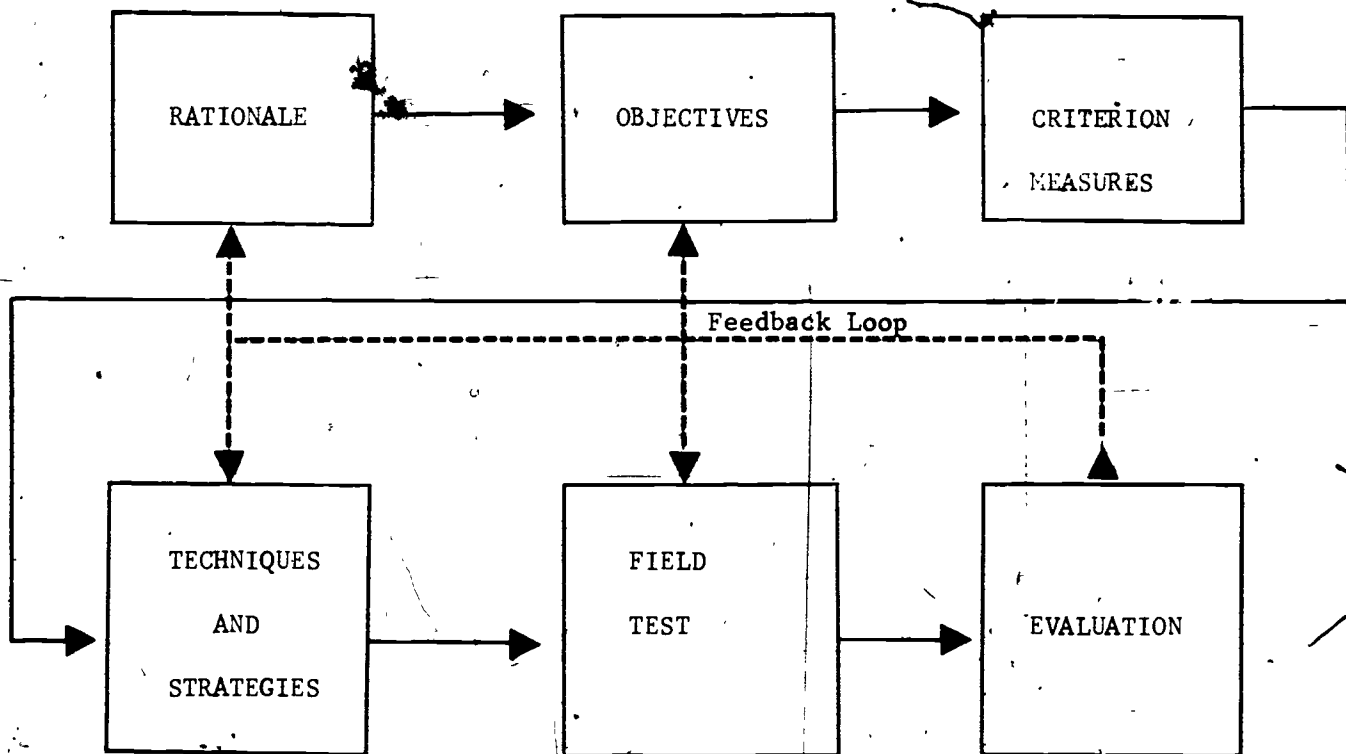 RATIONALE
OBJECTIVES
CRITERION
MEASURES
Feedback Loop
TECHNIQUES
AND
STRATEGIES
FIELD
TEST
EVALUATION